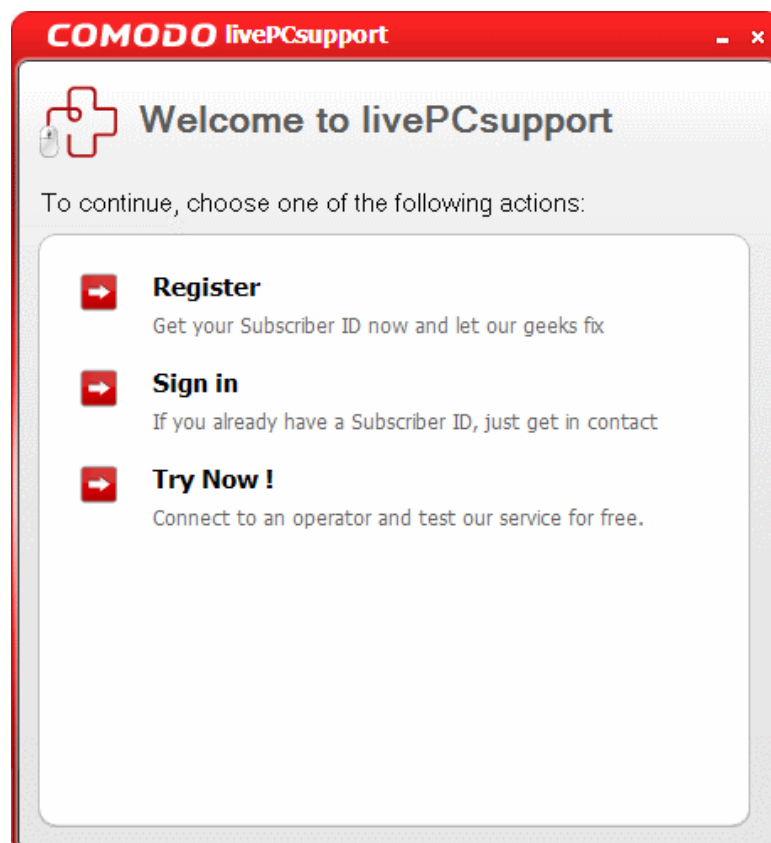 COMODO livePCsupport
Welcome to livePCsupport
To continue, choose one of the following actions:
Register
Get your Subscriber ID now and let our geeks fix
Sign in
If you already have a Subscriber ID, just get in contact
Try Now !
Connect to an operator and test our service for free.